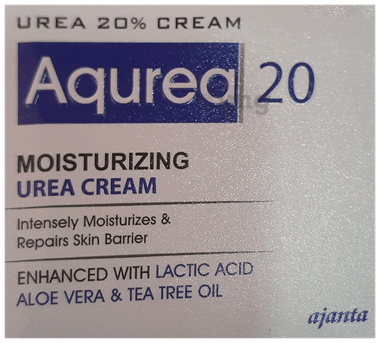 UREA 20% CREAM
Aqurea 20
MOISTURIZING
UREA CREAM
Intensely Moisturizes &
Repairs Skin Barrier
ENHANCED WITH LACTIC ACID
ALOE VERA & TEA TREE OIL
ajanta